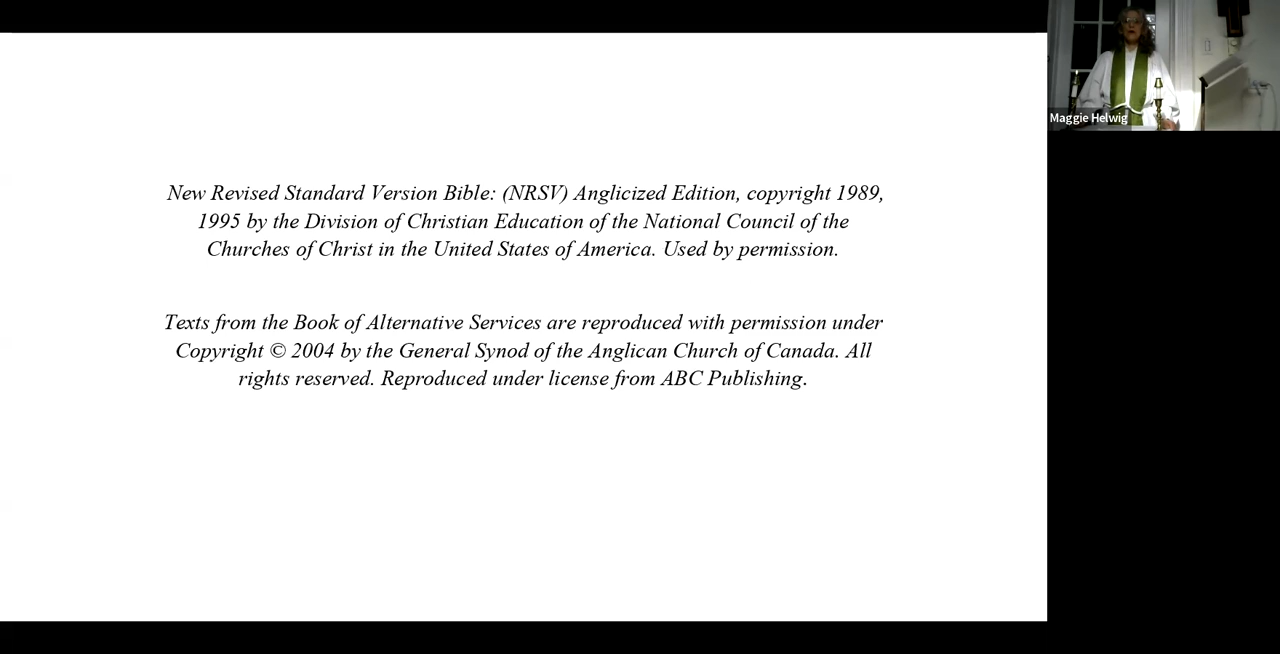 New Revised Standard Version Bible: (NRSV) Anglicized Edition, copyright 1989,
1995 by the Division of Christian Education of the National Council of the
Churches of Christ in the United States of America. Used by permission.
Texts from the Book of Alternative Services are reproduced with permission under
Copyright © 2004 by the General Synod of the Anglican Church of Canada. All
rights reserved. Reproduced under license from ABC Publishing.
Maggie Helwig